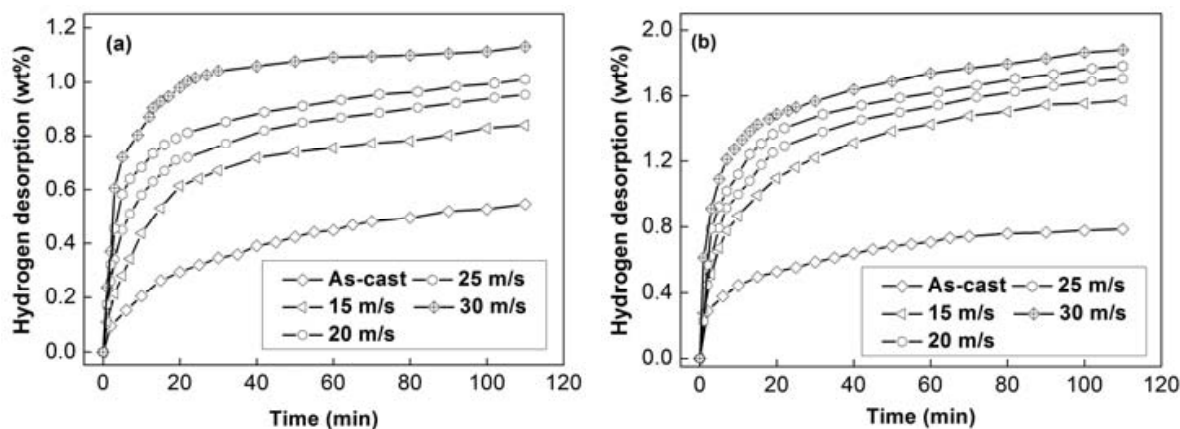 (a)
Hydrogen desorption (wt%)
1.2
1.0
0.8
0.6
0.4
0.2
0.0
As-cast
25 m/s
15 m/s
30 m/s
20 m/s
0 20 40 60 80 100 120
Time (min)
(b)
Hydrogen desorption (wt%)
2.0
1.6
1.2
0.8
0.4
0.0
As-cast
25 m/s
15 m/s
30 m/s
20 m/s
0 20 40 60 80 100 120
Time (min)